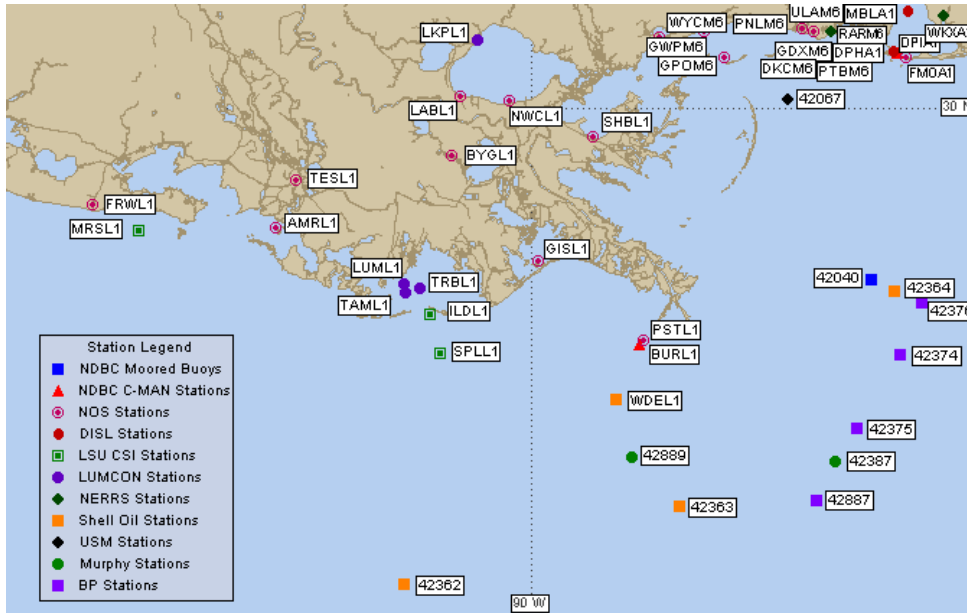 ULAM6
MBLA1
LKPL1
WYCM6
PNLM6
RARM6
WKXA
GWPM6
GDXM6
DPHA1
DPIA1
GPOM6
DKCM6
PTBM6
FMOA1
42067
30 N
LABL1
NWCL1
SHBL1
BYGL1
TESL1
FRWL1
MRSL1
AMRL1
GISL1
LUML1
TRBL1
42040
42364
TAML1
ILDL1
42376
PSTL1
SPLL1
BURL1
42374
WDEL1
42375
42889
42387
42363
42887
42362
90 W
Station Legend
NDBC Moored Buoys
NDBC C-MAN Stations
NOS Stations
DISL Stations
LSU CSI Stations
LUMCON Stations
NERRS Stations
Shell Oil Stations
USM Stations
Murphy Stations
BP Stations